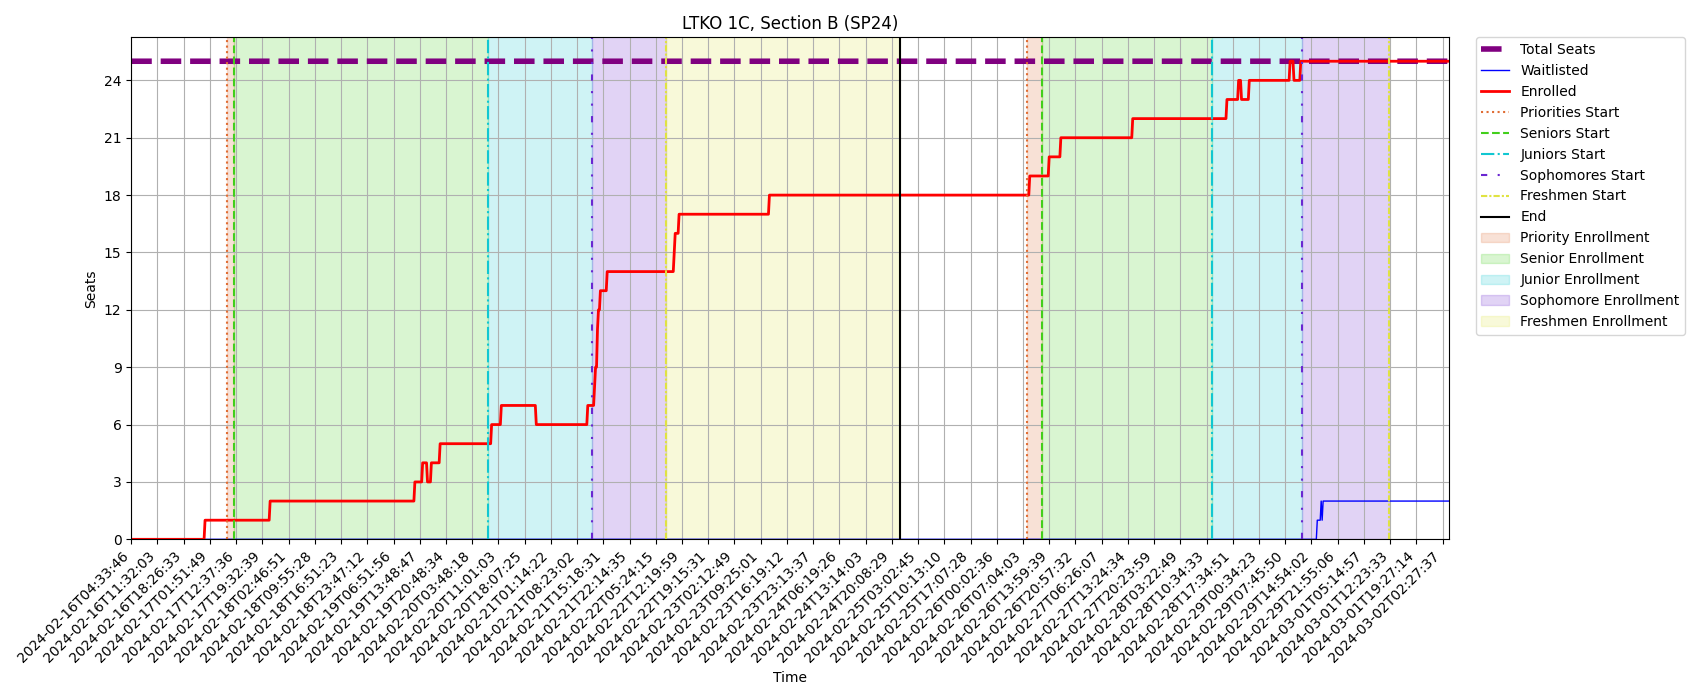 LTKO 1C, Section B (SP24)
Total Seats
Waitlisted
Enrolled
Priorities Start
Seniors Start
Juniors Start
Sophomores Start
Freshmen Start
End
Priority Enrollment
Senior Enrollment
Junior Enrollment
Sophomore Enrollment
Freshmen Enrollment
Seats
24
21
18
15
12
9
6
3
0
2024-02-16T04:33:46
2024-02-16T11:32:03
2024-02-16T18:26:33
2024-02-17T01:51:49
2024-02-17T12:37:36
2024-02-17T19:32:39
2024-02-18T02:46:51
2024-02-18T09:55:28
2024-02-18T16:51:23
2024-02-18T23:47:12
2024-02-19T06:51:56
2024-02-19T13:48:47
2024-02-19T20:48:34
2024-02-20T03:48:18
2024-02-20T11:01:03
2024-02-20T18:07:25
2024-02-21T01:14:22
2024-02-21T08:23:02
2024-02-21T15:18:31
2024-02-21T22:14:35
2024-02-22T05:24:15
2024-02-22T12:19:59
2024-02-22T19:15:31
2024-02-23T02:12:49
2024-02-23T09:25:01
2024-02-23T16:19:12
2024-02-23T23:13:37
2024-02-24T06:19:26
2024-02-24T13:14:03
2024-02-24T20:08:29
2024-02-25T03:02:45
2024-02-25T10:13:10
2024-02-25T17:07:28
2024-02-26T00:02:36
2024-02-26T07:04:03
2024-02-26T13:59:39
2024-02-26T20:57:32
2024-02-27T06:26:07
2024-02-27T13:24:34
2024-02-27T20:23:59
2024-02-28T03:22:49
2024-02-28T10:34:33
2024-02-28T17:34:51
2024-02-29T00:34:23
2024-02-29T07:45:50
2024-02-29T14:54:02
2024-02-29T21:55:06
2024-03-01T05:14:57
2024-03-01T12:23:33
2024-03-01T19:27:14
2024-03-02T02:27:37
Time